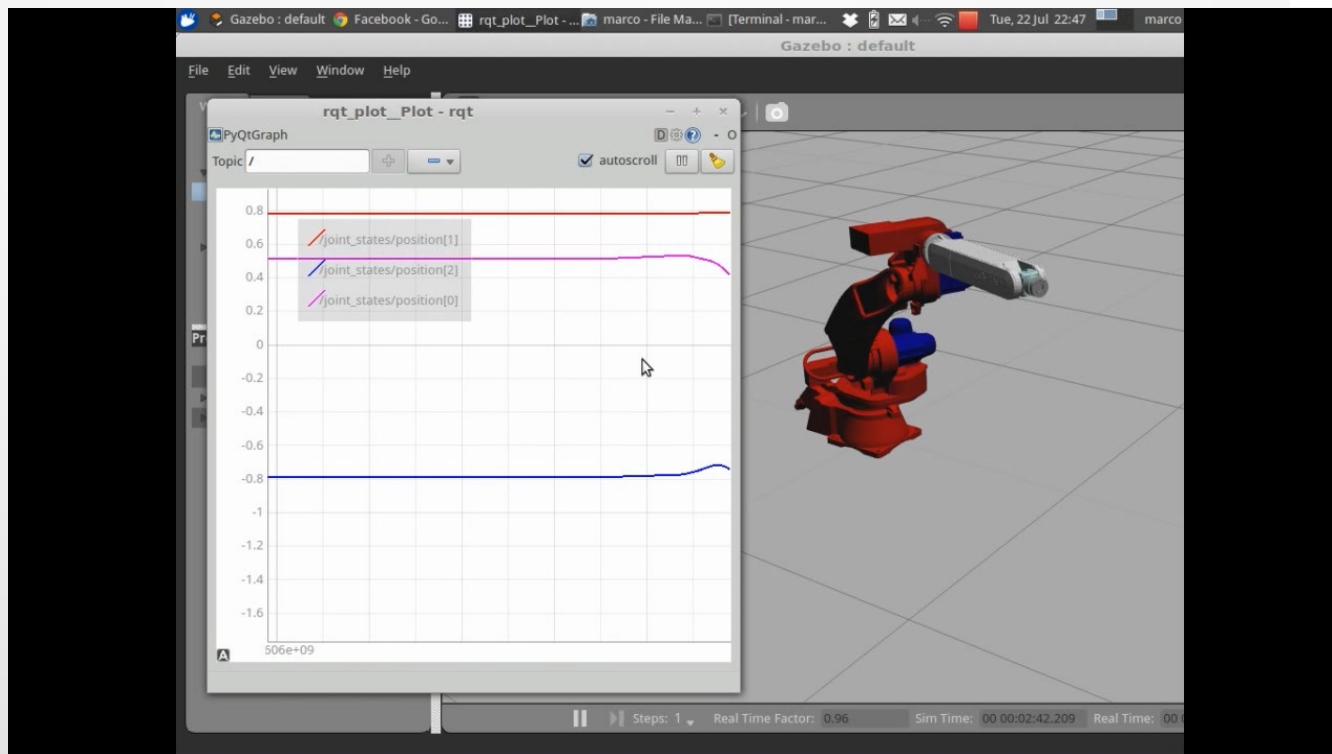 Gazebo : default
Facebook - Go...
rqt_plot__Plot - ...
marco - File Ma...
[Terminal - mar...
Tue, 22 Jul 22:47
marco
Gazebo : default
File Edit View Window Help
rqt_plot__Plot - rqt
PyQtGraph
D
- O
Topic /
autoscroll
0.8
0.6
0.4
0.2
0
-0.2
-0.4
-0.6
-0.8
-1
-1.2
-1.4
-1.6
/joint_states/position[1]
/joint_states/position[2]
/joint_states/position[0]
506e+09
A
Pr
Steps: 1
Real Time Factor: 0.96
Sim Time: 00 00:02:42.209
Real Time: 00